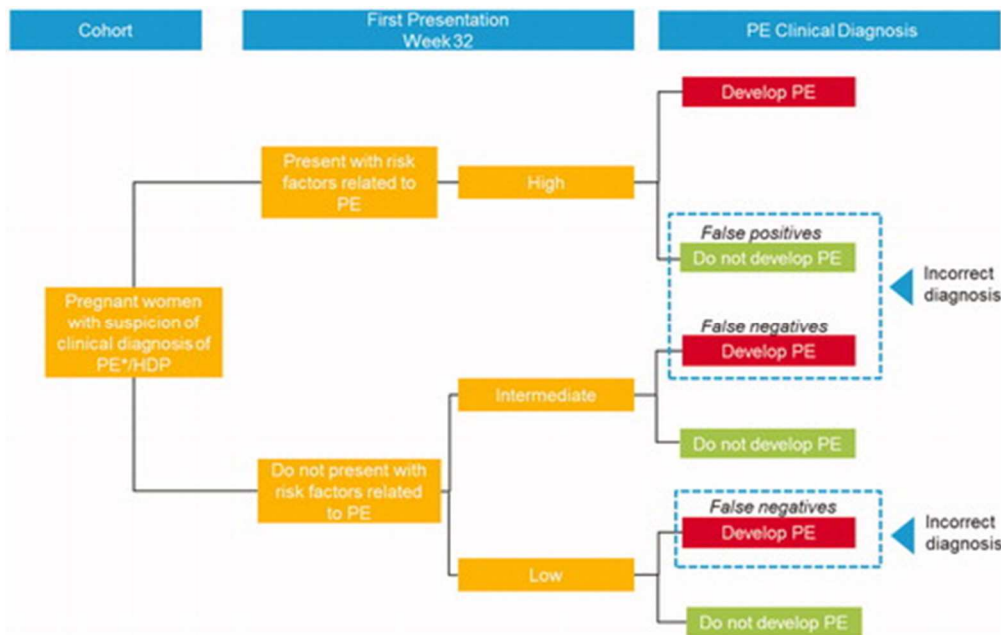 Cohort
First Presentation
Week 32
PE Clinical Diagnosis
Develop PE
Present with risk
factors related to
PE
High
False positives
Do not develop PE
Incorrect
diagnosis
Pregnant women
with suspicion of
clinical diagnosis of
PE*/HDP
False negatives
Develop PE
Intermediate
Do not develop PE
Do not present with
risk factors related
to PE
False negatives
Develop PE
Incorrect
diagnosis
Low
Do not develop PE